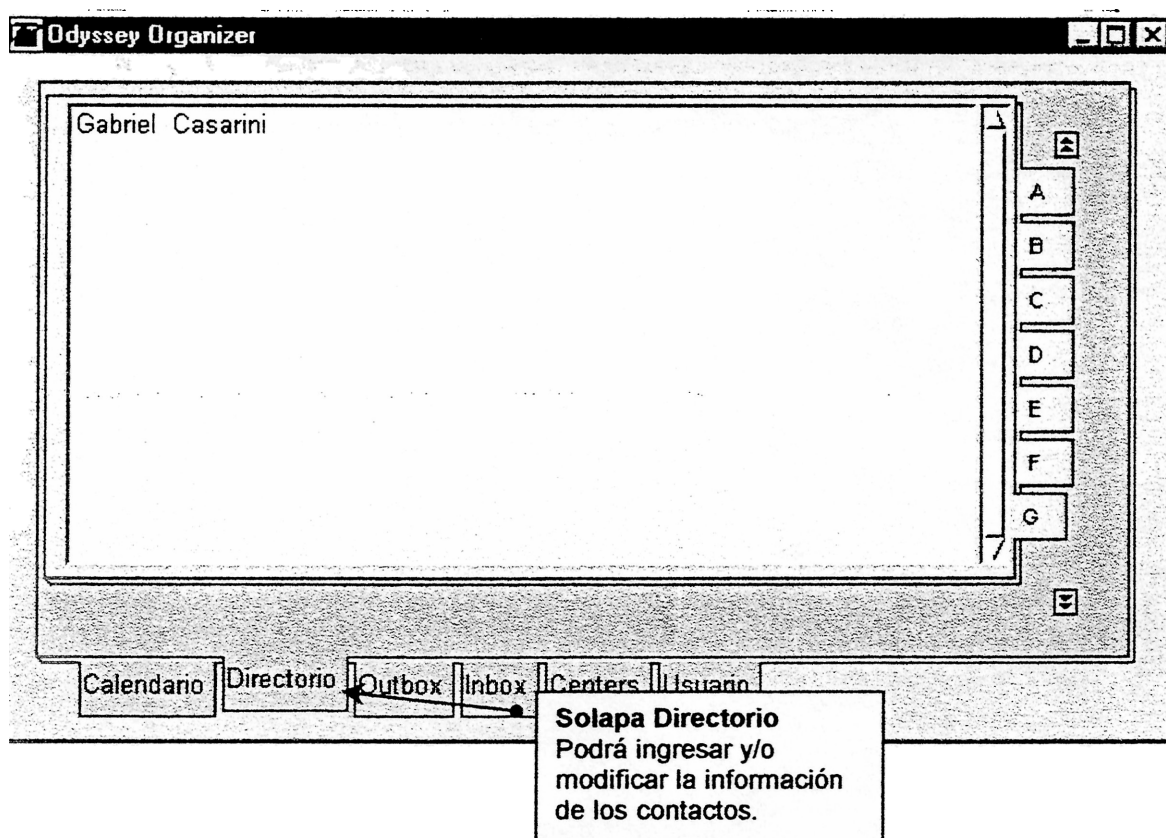 Odyssey Organizer
Gabriel Casarini
A
B
C
D
E
F
G
Calendario Directorio Outbox Inbox Centers Usuario
Solapa Directorio
Podrá ingresar y/o
modificar la información
de los contactos.